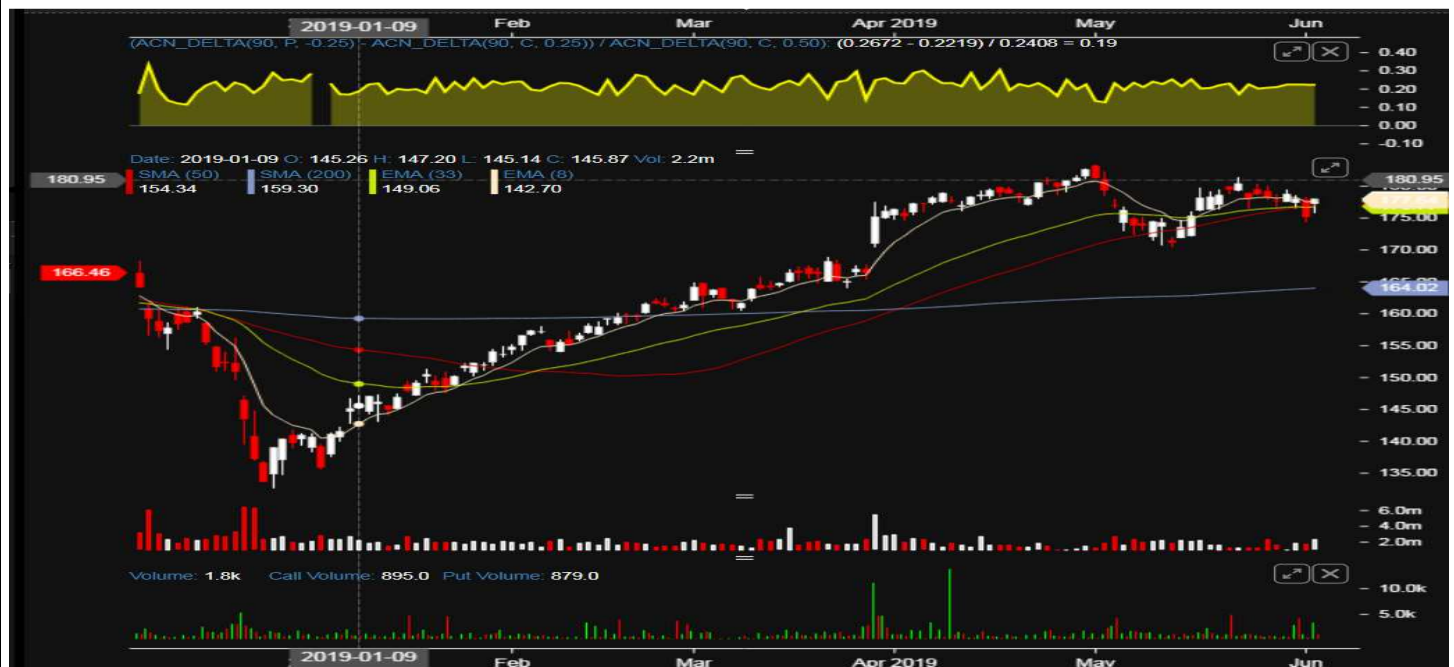 2019-01-09 Feb Mar Apr 2019 May Jun
(ACN_DELTA(90, P, -0.25) - ACN_DELTA(90, C, 0.25)) / ACN_DELTA(90, C, 0.50): (0.2672 - 0.2219) / 0.2408 = 0.19
0.40
0.30
0.20
0.10
0.00
-0.10
Date: 2019-01-09 O: 145.26 H: 147.20 L: 145.14 C: 145.87 Vol: 2.2m
SMA (50) SMA (200) EMA (33) EMA (8)
154.34 159.30 149.06 142.70
180.95 180.95
177.64
175.00
170.00
166.46
164.02
160.00
155.00
150.00
145.00
140.00
135.00
6.0m
4.0m
2.0m
Volume: 1.8k Call Volume: 895.0 Put Volume: 879.0
10.0k
5.0k
2019-01-09 Feb Mar Apr 2019 May Jun